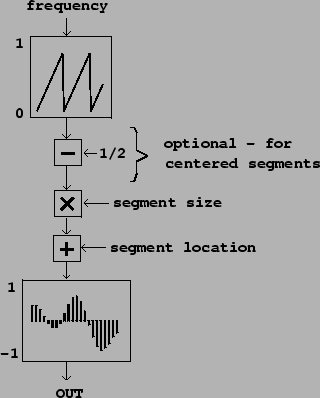 frequency
1
0
−
1/2
optional - for
centered segments
×
segment size
+
segment location
1
-1
OUT